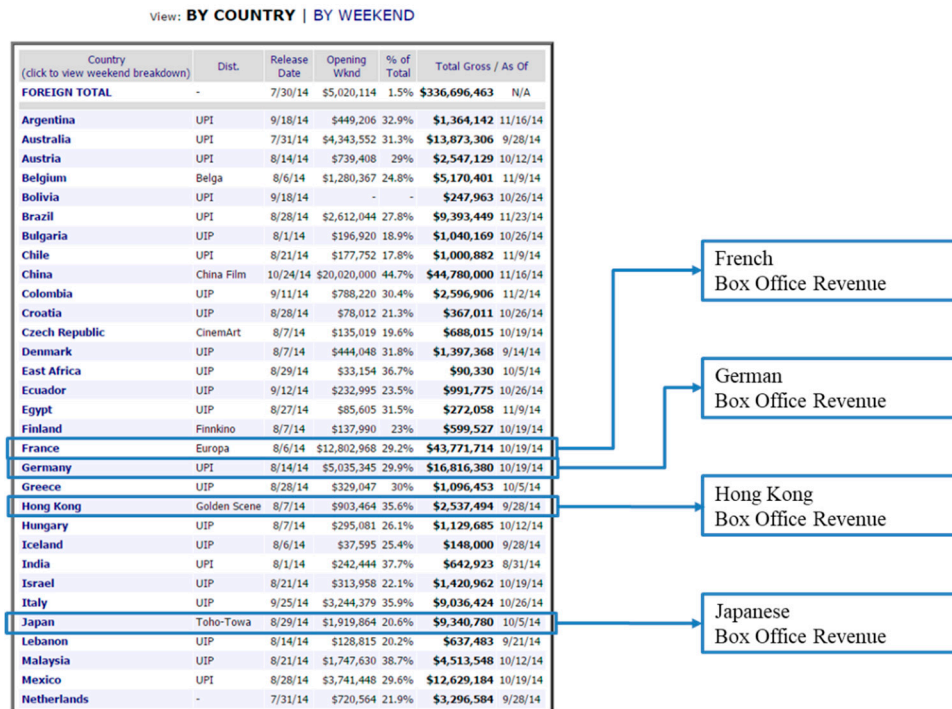 View: BY COUNTRY | BY WEEKEND
Country (click to view weekend breakdown) Dist. Release Date Opening Wknd % of Total Total Gross / As Of
FOREIGN TOTAL - 7/30/14 $5,020,114 1.5% $336,696,463 N/A
Argentina UPI 9/18/14 $449,206 32.9% $1,364,142 11/16/14
Australia UPI 7/31/14 $4,343,552 31.3% $13,873,306 9/28/14
Austria UPI 8/14/14 $739,408 29% $2,547,129 10/12/14
Belgium Belga 8/6/14 $1,280,367 24.8% $5,170,401 11/9/14
Bolivia UPI 9/18/14 - - $247,963 10/26/14
Brazil UPI 8/28/14 $2,612,044 27.8% $9,393,449 11/23/14
Bulgaria UIP 8/1/14 $196,920 18.9% $1,040,169 10/26/14
Chile UPI 8/21/14 $177,752 17.8% $1,000,882 11/9/14
China China Film 10/24/14 $20,020,000 44.7% $44,780,000 11/16/14
Colombia UIP 9/11/14 $788,220 30.4% $2,596,906 11/2/14
Croatia UIP 8/28/14 $78,012 21.3% $367,011 10/26/14
Czech Republic CinemArt 8/7/14 $135,019 19.6% $688,015 10/19/14
Denmark UIP 8/7/14 $444,048 31.8% $1,397,368 9/14/14
East Africa UIP 8/29/14 $33,154 36.7% $90,330 10/5/14
Ecuador UIP 9/12/14 $232,995 23.5% $991,775 10/26/14
Egypt UIP 8/27/14 $85,605 31.5% $272,058 11/9/14
Finland Finnkino 8/7/14 $137,990 23% $599,527 10/19/14
France Europa 8/6/14 $12,802,968 29.2% $43,771,714 10/19/14
Germany UPI 8/14/14 $5,035,345 29.9% $16,816,380 10/19/14
Greece UIP 8/28/14 $329,047 30% $1,096,453 10/5/14
Hong Kong Golden Scene 8/7/14 $903,464 35.6% $2,537,494 9/28/14
Hungary UIP 8/7/14 $295,081 26.1% $1,129,685 10/12/14
Iceland UIP 8/6/14 $37,595 25.4% $148,000 9/28/14
India UPI 8/1/14 $242,444 37.7% $642,923 8/31/14
Israel UIP 8/21/14 $313,958 22.1% $1,420,962 10/19/14
Italy UIP 9/25/14 $3,244,379 35.9% $9,036,424 10/26/14
Japan Toho-Towa 8/29/14 $1,919,864 20.6% $9,340,780 10/5/14
Lebanon UIP 8/14/14 $128,815 20.2% $637,483 9/21/14
Malaysia UIP 8/21/14 $1,747,630 38.7% $4,513,548 10/12/14
Mexico UPI 8/28/14 $3,741,448 29.6% $12,629,184 10/19/14
Netherlands - 7/31/14 $720,564 21.9% $3,296,584 9/28/14
French
Box Office Revenue
German
Box Office Revenue
Hong Kong
Box Office Revenue
Japanese
Box Office Revenue